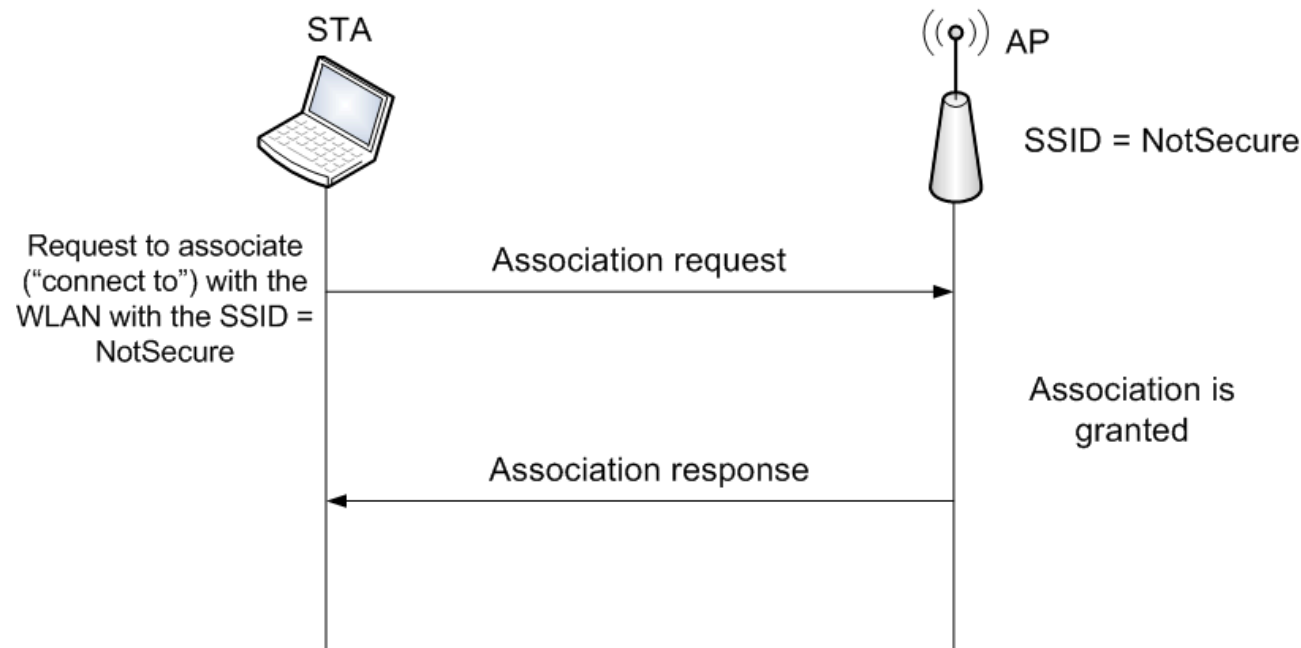 STA
AP
SSID = NotSecure
Request to associate
(“connect to”) with the
WLAN with the SSID =
NotSecure
Association request
Association is
granted
Association response